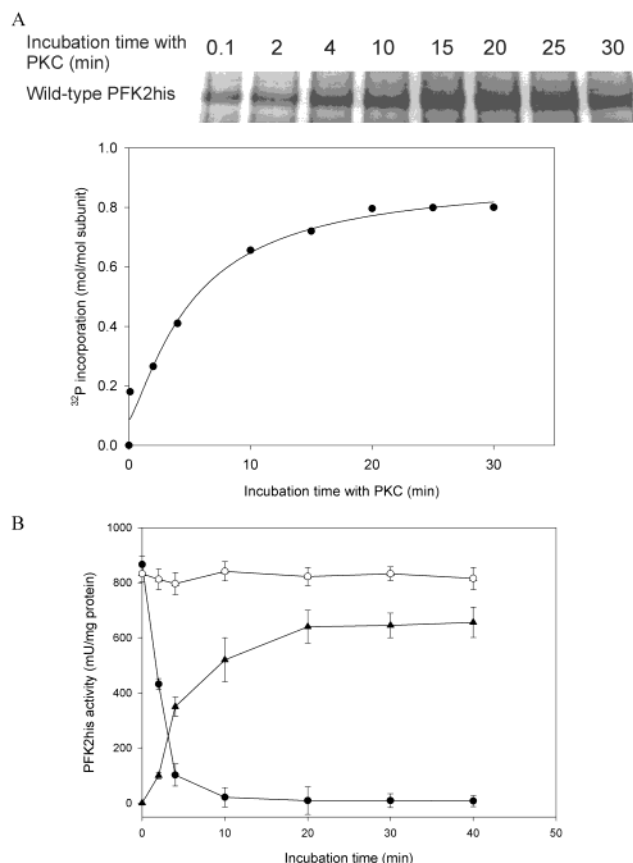 A
Incubation time with PKC (min) 0.1 2 4 10 15 20 25 30
Wild-type PFK2his
1.0
0.8
0.6
0.4
0.2
0.0
³²P incorporation (mol/mol subunit)
0 10 20 30
Incubation time with PKC (min)
B
1000
800
600
400
200
0
PFK2his activity (mU/mg protein)
0 10 20 30 40 50
Incubation time (min)